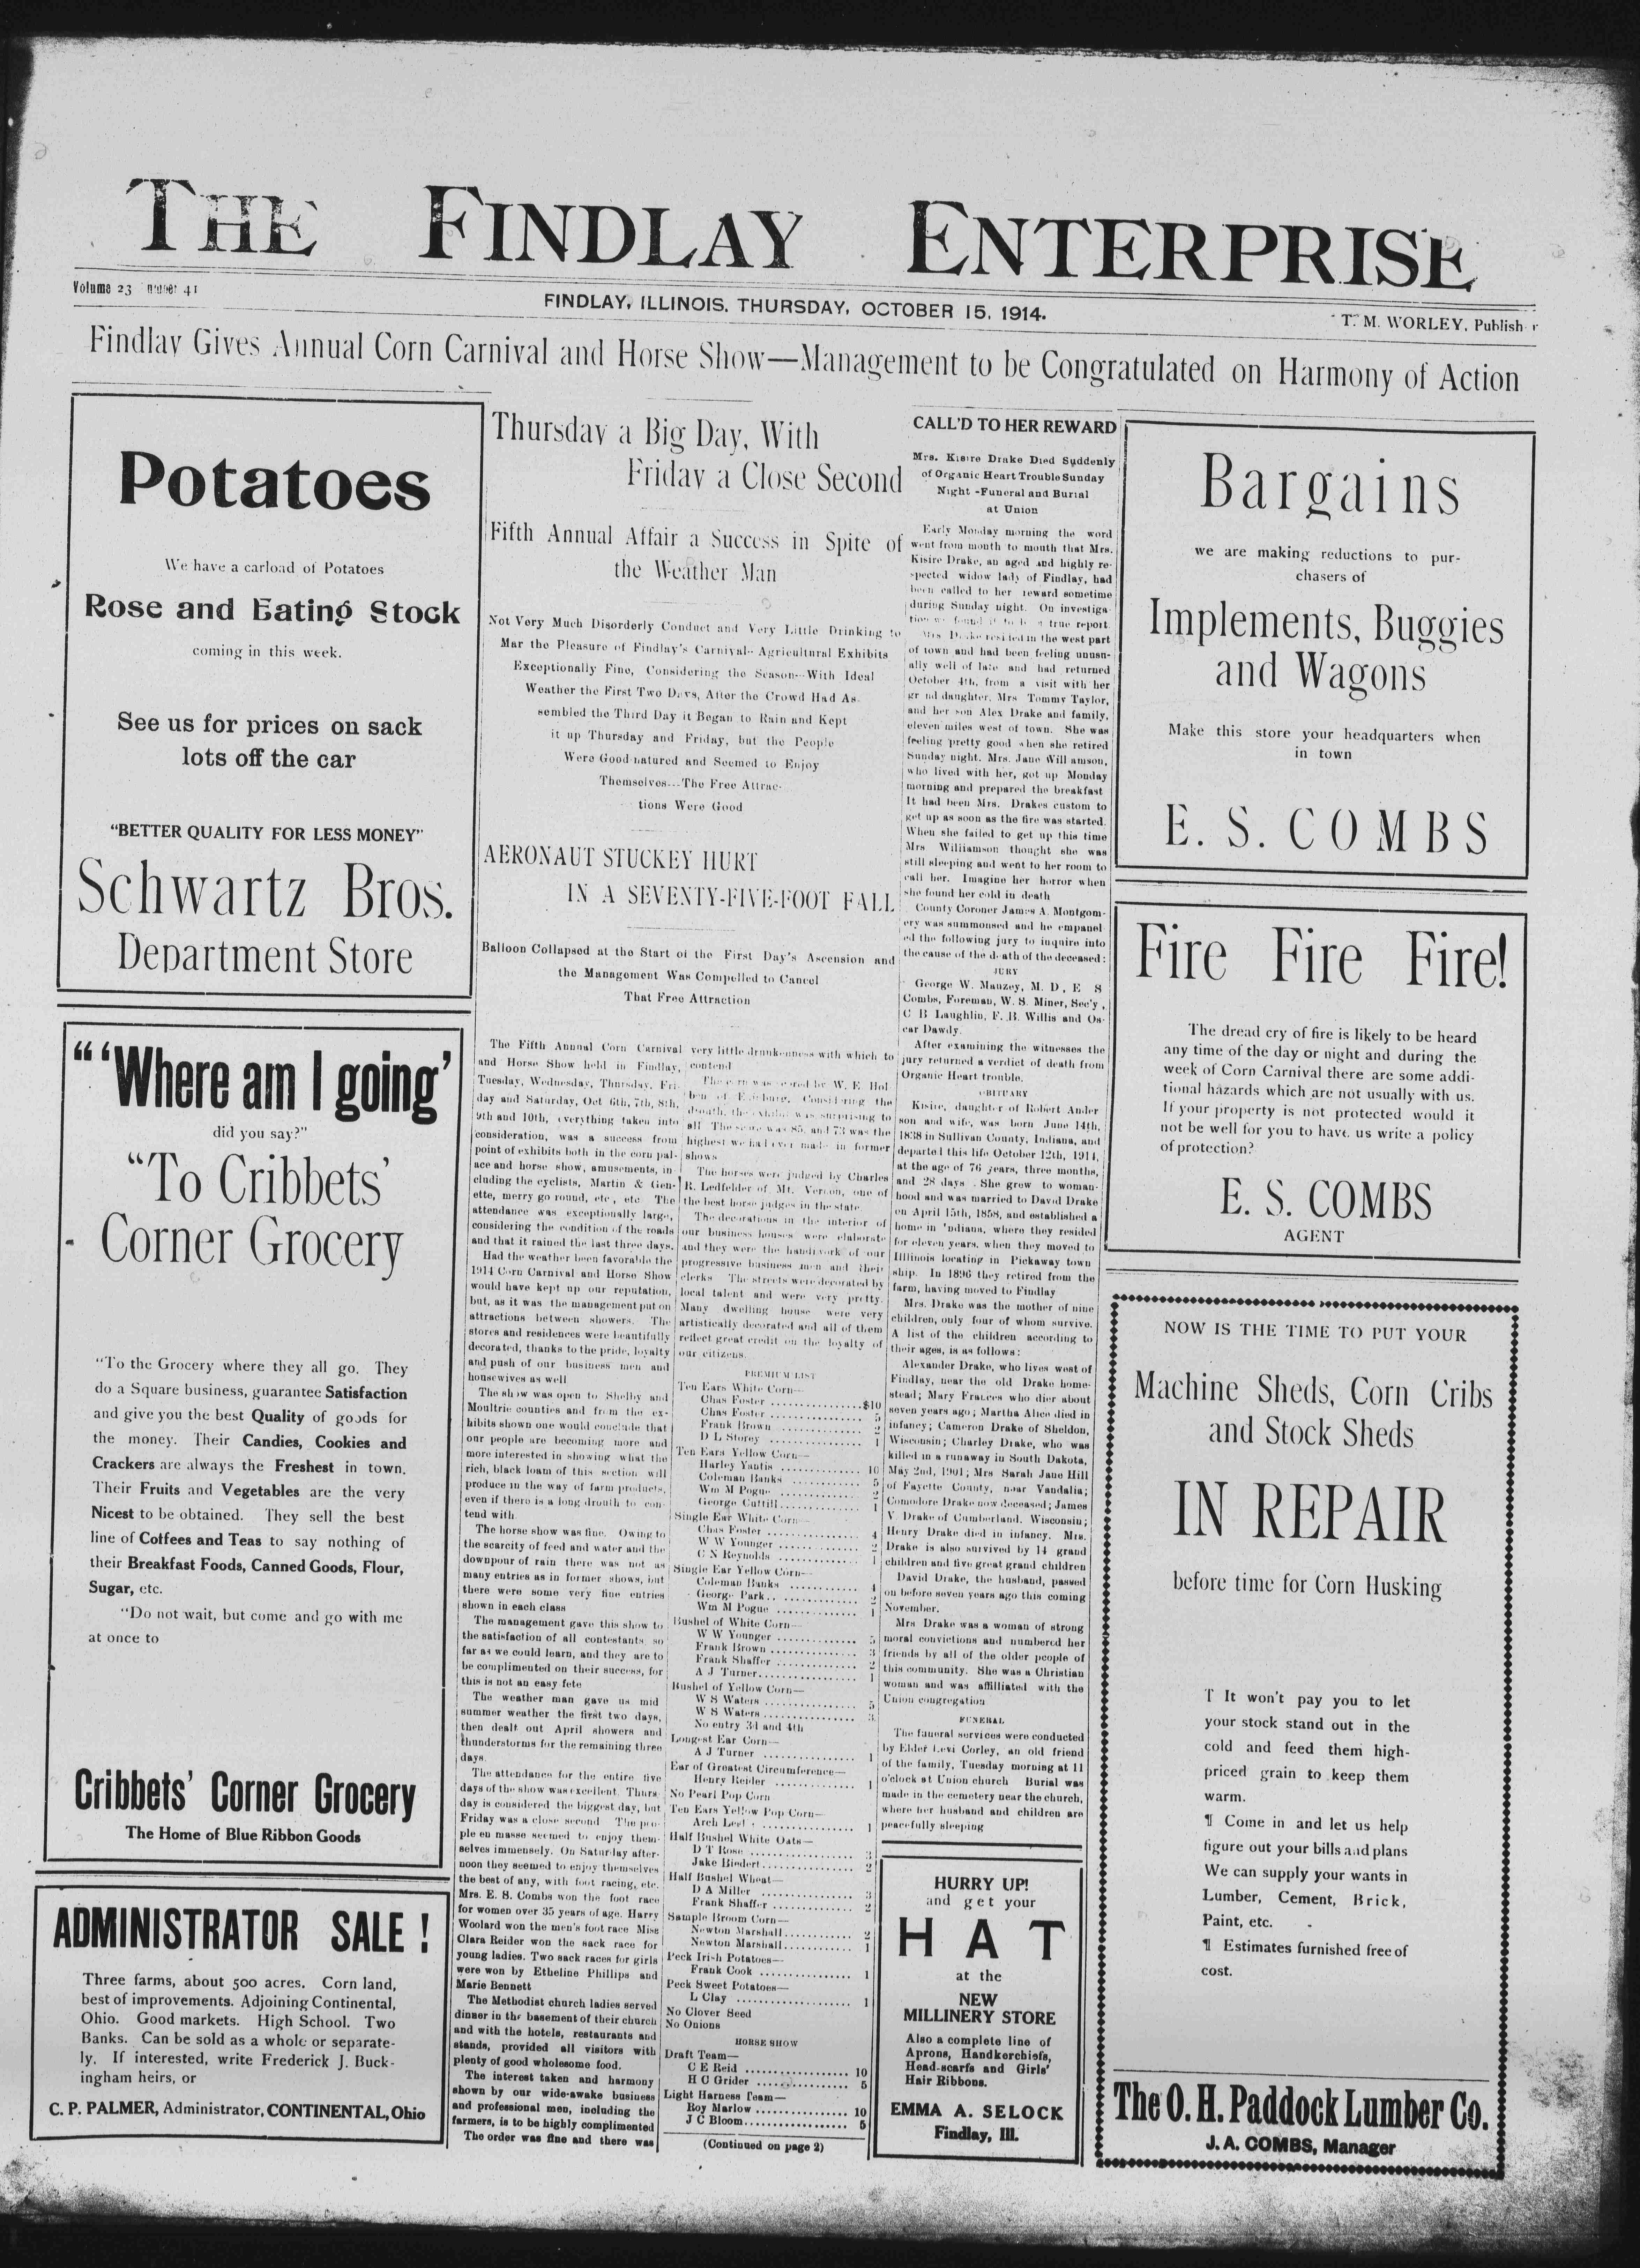 THE FINDLAY ENTERPRISE
Volume 23 number 41
FINDLAY, ILLINOIS, THURSDAY, OCTOBER 15, 1914.
T. M. WORLEY, Publish r
Findlay Gives Annual Corn Carnival and Horse Show—Management to be Congratulated on Harmony of Action
Potatoes
We have a carload of Potatoes
Rose and Eating Stock
coming in this week.
See us for prices on sack
lots off the car
"BETTER QUALITY FOR LESS MONEY"
Schwartz Bros.
Department Store
"'Where am I going'
did you say?"
"To Cribbets'
Corner Grocery
"To the Grocery where they all go. They
do a Square business, guarantee Satisfaction
and give you the best Quality of goods for
the money. Their Candies, Cookies and
Crackers are always the Freshest in town.
Their Fruits and Vegetables are the very
Nicest to be obtained. They sell the best
line of Coffees and Teas to say nothing of
their Breakfast Foods, Canned Goods, Flour,
Sugar, etc.
"Do not wait, but come and go with me
at once to
Cribbets' Corner Grocery
The Home of Blue Ribbon Goods
ADMINISTRATOR SALE!
Three farms, about 500 acres. Corn land,
best of improvements. Adjoining Continental,
Ohio. Good markets. High School. Two
Banks. Can be sold as a whole or separate-
ly. If interested, write Frederick J. Buck-
ingham heirs, or
C. P. PALMER, Administrator, CONTINENTAL, Ohio
Thursday a Big Day, With
Friday a Close Second
Fifth Annual Affair a Success in Spite of
the Weather Man
Not Very Much Disorderly Conduct and Very Little Drinking to
Mar the Pleasure of Findlay's Carnival--Agricultural Exhibits
Exceptionally Fine, Considering the Season--With Ideal
Weather the First Two Days, After the Crowd Had As-
sembled the Third Day it Began to Rain and Kept
it up Thursday and Friday, but the People
Were Good-natured and Seemed to Enjoy
Themselves---The Free Attrac-
tions Were Good
AERONAUT STUCKEY HURT
IN A SEVENTY-FIVE-FOOT FALL
Balloon Collapsed at the Start of the First Day's Ascension and
the Management Was Compelled to Cancel
That Free Attraction
The Fifth Annual Corn Carnival
and Horse Show held in Findlay,
Tuesday, Wednesday, Thursday, Fri-
day and Saturday, Oct 6th, 7th, 8th,
9th and 10th, everything taken into
consideration, was a success from
point of exhibits both in the corn pal-
ace and horse show, amusements, in
cluding the cyclists, Martin & Gen-
ette, merry go round, etc, etc The
attendance was exceptionally large,
considering the condition of the roads
and that it rained the last three days.
Had the weather been favorable the
1914 Corn Carnival and Horse Show
would have kept up our reputation,
but, as it was the management put on
attractions between showers. The
stores and residences were beautifully
decorated, thanks to the pride, loyalty
and push of our business men and
housewives as well
The show was open to Shelby and
Moultrie counties and from the ex-
hibits shown one would conclude that
our people are becoming more and
more interested in showing what the
rich, black loam of this section will
produce in the way of farm products,
even if there is a long drouth to con-
tend with
The horse show was fine. Owing to
the scarcity of feed and water and the
downpour of rain there was not as
many entries as in former shows, but
there were some very fine entries
shown in each class
The management gave this show to
the satisfaction of all contestants so
far as we could learn, and they are to
be complimented on their success, for
this is not an easy fete
The weather man gave us mid
summer weather the first two days,
then dealt out April showers and
thunderstorms for the remaining three
days.
The attendance for the entire five
days of the show was excellent. Thurs
day is considered the biggest day, but
Friday was a close second The peo-
ple en masse seemed to enjoy them-
selves immensely. On Saturday after-
noon they seemed to enjoy themselves
the best of any, with foot racing, etc.
Mrs. E. S. Combs won the foot race
for women over 35 years of age. Harry
Woolard won the men's foot race Miss
Clara Reider won the sack race for
young ladies. Two sack races for girls
were won by Etheline Phillips and
Marie Bennett
The Methodist church ladies served
dinner in the basement of their church
and with the hotels, restaurants and
stands, provided all visitors with
plenty of good wholesome food.
The interest taken and harmony
shown by our wide-awake business
and professional men, including the
farmers, is to be highly complimented
The order was fine and there was
very little drunkenness with which to
contend
The corn was scored by W. E. Hol
ben of Considering the
drouth, the exhibit was surprising to
all The score was 85, and 73 was the
highest we had ever made in former
shows
The horses were judged by Charles
R. Ledfelder of Mt. Vernon, one of
the best horse judges in the state
The decorations in the interior of
our business houses were elaborate
and they were the handiwork of our
progressive business men and their
clerks The streets were decorated by
local talent and were very pretty.
Many dwelling house were very
artistically decorated and all of them
reflect great credit on the loyalty of
our citizens.
PREMIUM LIST
Ten Ears White Corn—
Chas Foster $10
Chas Foster 5
Frank Brown 2
D L Storey 1
Ten Ears Yellow Corn—
Harley Yantis 10
Coleman Banks 5
Wm M Pogue 2
George Cuttill 1
Single Ear White Corn—
Chas Foster 4
W W Younger 2
C N Reynolds 1
Single Ear Yellow Corn—
Coleman Banks 4
George Park 2
Wm M Pogue 1
Bushel of White Corn—
W W Younger 5
Frank Brown 3
Frank Shaffer 2
A J Turner 1
Bushel of Yellow Corn—
W S Waters 5
W S Waters 3
No entry 3d and 4th
Longest Ear Corn—
A J Turner 1
Ear of Greatest Circumference—
Henry Reider 1
No Pearl Pop Corn
Ten Ears Yellow Pop Corn—
Arch 1
Half Bushel White Oats—
D T Rose 3
Jake Biedert 2
Half Bushel Wheat—
D A Miller 3
Frank Shaffer 2
Sample Broom Corn—
Newton Marshall 2
Newton Marshall 1
Peck Irish Potatoes—
Frank Cook 1
Peck Sweet Potatoes—
L Clay 1
No Clover Seed
No Onions
HORSE SHOW
Draft Team—
C E Reid 10
H C Grider 5
Light Harness Team—
Roy Marlow 10
J C Bloom 5
(Continued on page 2)
CALL'D TO HER REWARD
Mrs. Kisire Drake Died Suddenly
of Organic Heart Trouble Sunday
Night -Funeral and Burial
at Union
Early Monday morning the word
went from mouth to mouth that Mrs.
Kisire Drake, an aged and highly re-
spected widow lady of Findlay, had
been called to her reward sometime
during Sunday night. On investiga
tion we found it to be a true report.
Mrs Drake resided in the west part
of town and had been feeling unusu-
ally well of late and had returned
October 4th, from a visit with her
gr nd daughter, Mrs Tommy Taylor,
and her son Alex Drake and family,
eleven miles west of town. She was
feeling pretty good when she retired
Sunday night. Mrs. Jane Will amson,
who lived with her, got up Monday
morning and prepared the breakfast
It had been Mrs. Drakes custom to
get up as soon as the fire was started.
When she failed to get up this time
Mrs Williamson thought she was
still sleeping and went to her room to
call her. Imagine her horror when
she found her cold in death
County Coroner James A. Montgom-
ery was summonsed and he empanel-
ed the following jury to inquire into
the cause of the d ath of the deceased:
JURY
George W. Mauzey, M. D, E S
Combs, Foreman, W. S. Miner, Sec'y,
C B Laughlin, F. B. Willis and Os-
car Dawdy.
After examining the witnesses the
jury returned a verdict of death from
Organic Heart trouble.
OBITUARY
Kisire, daughter of Robert Ander
son and wife, was born June 14th,
1838 in Sullivan County, Indiana, and
departed this life October 12th, 1914,
at the age of 76 years, three months,
and 28 days She grew to woman-
hood and was married to David Drake
on April 15th, 1858, and established a
home in Indiana, where they resided
for eleven years, when they moved to
Illinois locating in Pickaway town
ship. In 1896 they retired from the
farm, having moved to Findlay
Mrs. Drake was the mother of nine
children, only four of whom survive.
A list of the children according to
their ages, is as follows:
Alexander Drake, who lives west of
Findlay, near the old Drake home-
stead; Mary Frances who dier about
seven years ago; Martha Alice died in
infancy; Cameron Drake of Sheldon,
Wisconsin; Charley Drake, who was
killed in a runaway in South Dakota,
May 2nd, 1901; Mrs Sarah Jane Hill
of Fayette County, near Vandalia;
Comodore Drake now deceased; James
V. Drake of Cumberland, Wisconsin;
Henry Drake died in infancy. Mrs.
Drake is also survived by 14 grand
children and five great grand children
David Drake, the husband, passed
on before seven years ago this coming
November.
Mrs Drake was a woman of strong
moral convictions and numbered her
friends by all of the older people of
this community. She was a Christian
woman and was affilliated with the
Union congregation
FUNERAL
The funeral services were conducted
by Elder Levi Corley, an old friend
of the family, Tuesday morning at 11
o'clock at Union church Burial was
made in the cemetery near the church,
where her husband and children are
peacefully sleeping
HURRY UP!
and get your
HAT
at the
NEW
MILLINERY STORE
Also a complete line of
Aprons, Handkerchiefs,
Head-scarfs and Girls'
Hair Ribbons.
EMMA A. SELOCK
Findlay, Ill.
Bargains
we are making reductions to pur-
chasers of
Implements, Buggies
and Wagons
Make this store your headquarters when
in town
E. S. COMBS
Fire Fire Fire!
The dread cry of fire is likely to be heard
any time of the day or night and during the
week of Corn Carnival there are some addi-
tional hazards which are not usually with us.
If your property is not protected would it
not be well for you to have us write a policy
of protection?
E. S. COMBS
AGENT
NOW IS THE TIME TO PUT YOUR
Machine Sheds, Corn Cribs
and Stock Sheds
IN REPAIR
before time for Corn Husking
¶ It won't pay you to let
your stock stand out in the
cold and feed them high-
priced grain to keep them
warm.
¶ Come in and let us help
figure out your bills and plans
We can supply your wants in
Lumber, Cement, Brick,
Paint, etc.
¶ Estimates furnished free of
cost.
The O. H. Paddock Lumber Co.
J. A. COMBS, Manager